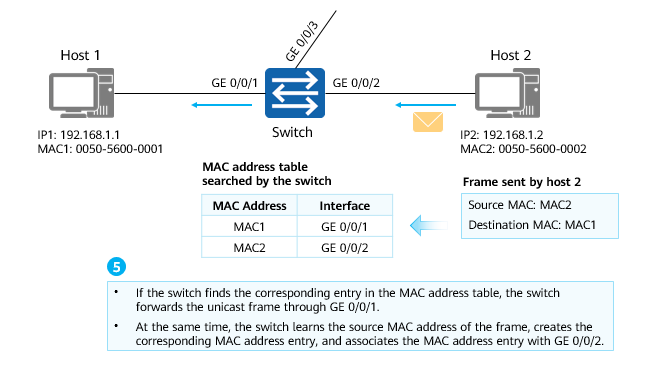 GE 0/0/3
Host 1
Host 2
GE 0/0/1
GE 0/0/2
Switch
IP1: 192.168.1.1
MAC1: 0050-5600-0001
IP2: 192.168.1.2
MAC2: 0050-5600-0002
MAC address table
searched by the switch
MAC Address Interface
MAC1 GE 0/0/1
MAC2 GE 0/0/2
Frame sent by host 2
Source MAC: MAC2
Destination MAC: MAC1
5
• If the switch finds the corresponding entry in the MAC address table, the switch
forwards the unicast frame through GE 0/0/1.
• At the same time, the switch learns the source MAC address of the frame, creates the
corresponding MAC address entry, and associates the MAC address entry with GE 0/0/2.